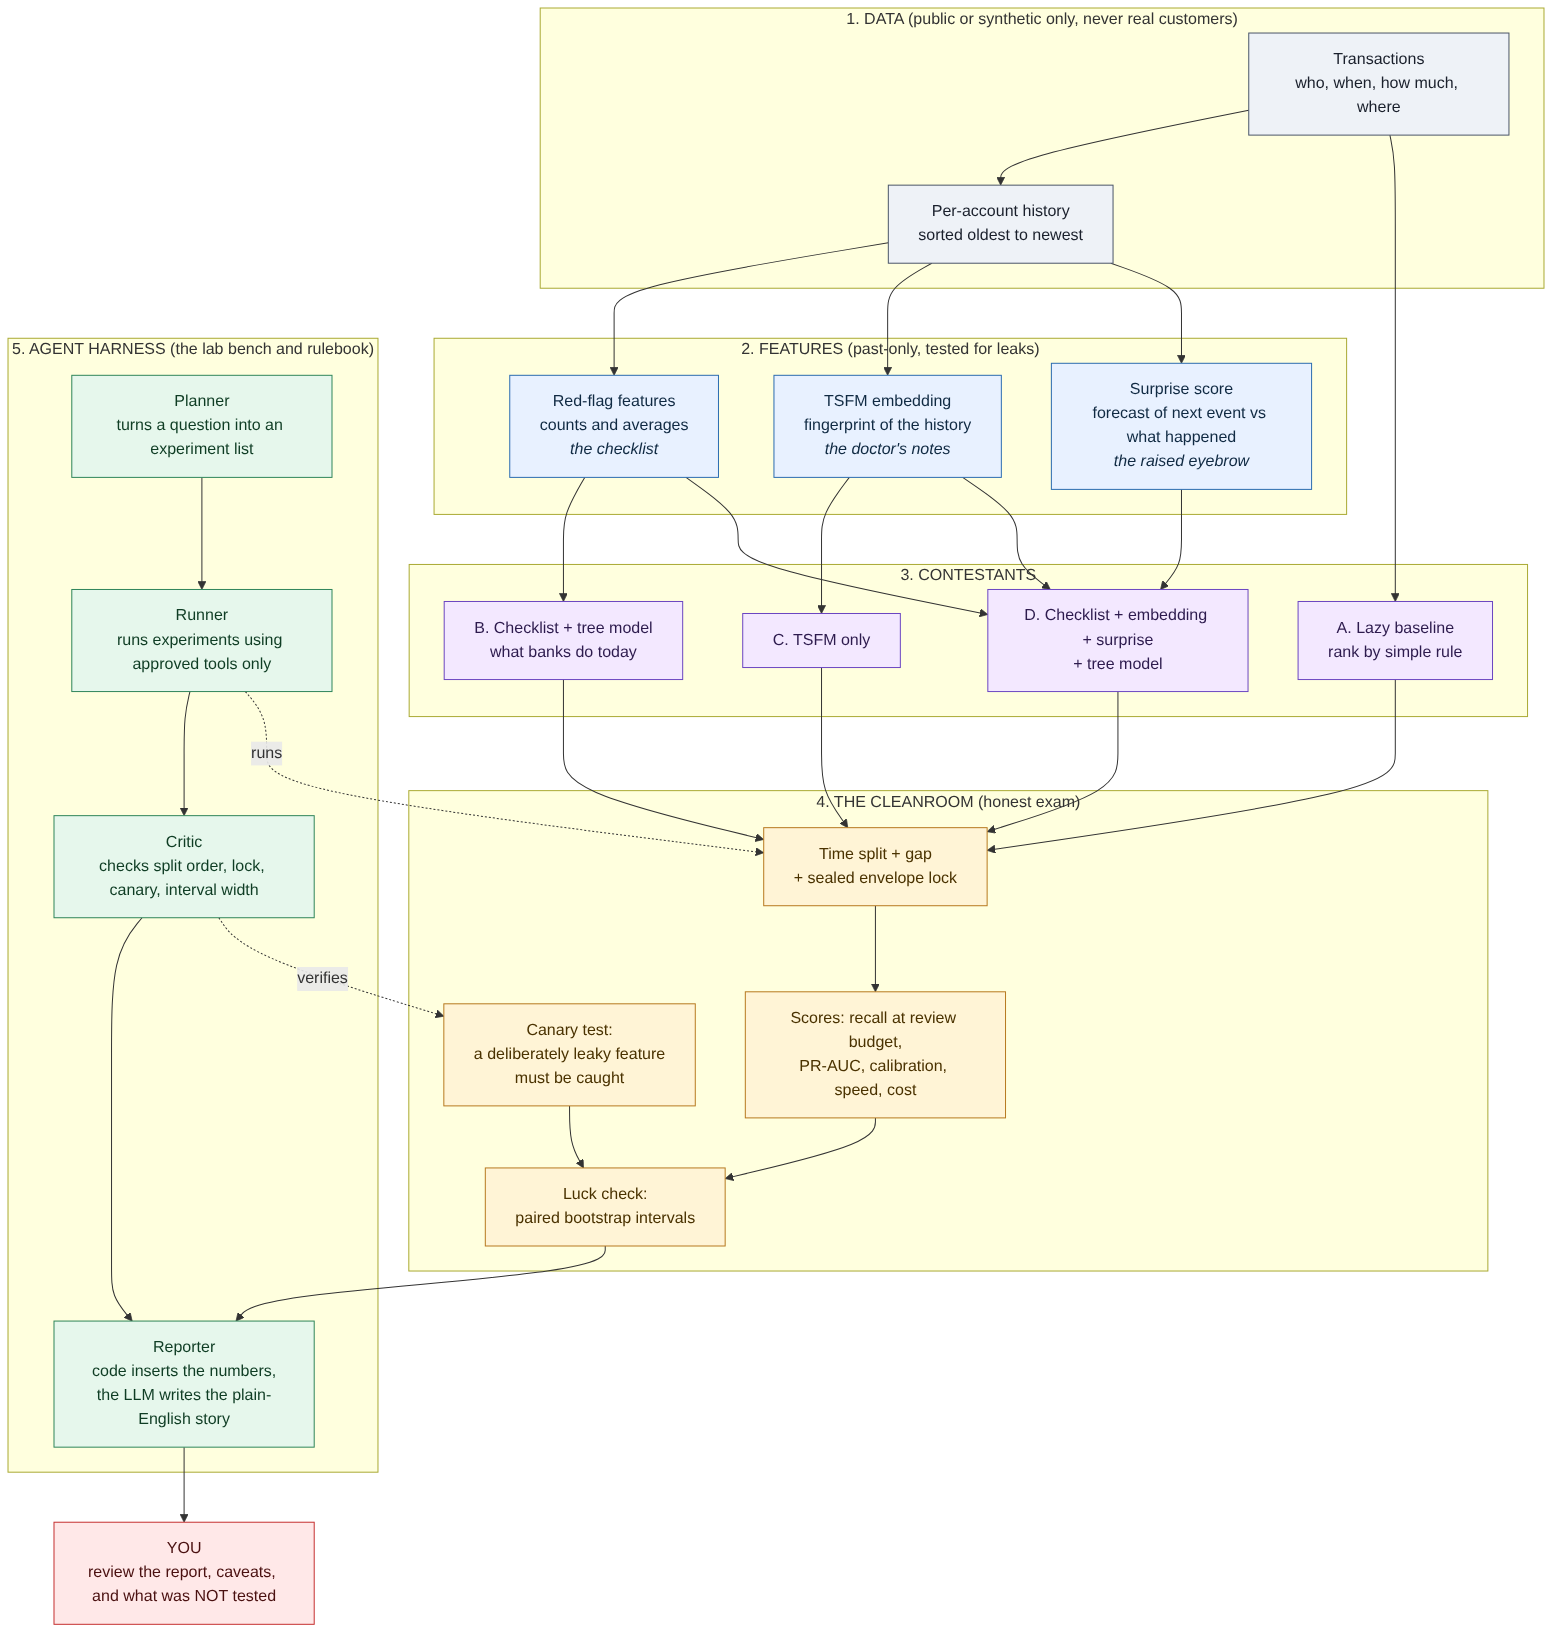 1. DATA (public or synthetic only, never real customers)
Transactions
who, when, how much,
where
Per-account history
sorted oldest to newest
2. FEATURES (past-only, tested for leaks)
Red-flag features
counts and averages
the checklist
TSFM embedding
fingerprint of the history
the doctor's notes
Surprise score
forecast of next event vs
what happened
the raised eyebrow
3. CONTESTANTS
B. Checklist + tree model
what banks do today
C. TSFM only
D. Checklist + embedding
+ surprise
+ tree model
A. Lazy baseline
rank by simple rule
4. THE CLEANROOM (honest exam)
Time split + gap
+ sealed envelope lock
Canary test:
a deliberately leaky feature
must be caught
Scores: recall at review
budget,
PR-AUC, calibration,
speed, cost
Luck check:
paired bootstrap intervals
5. AGENT HARNESS (the lab bench and rulebook)
Planner
turns a question into an
experiment list
Runner
runs experiments using
approved tools only
runs
Critic
checks split order, lock,
canary, interval width
verifies
Reporter
code inserts the numbers,
the LLM writes the plain-
English story
YOU
review the report, caveats,
and what was NOT tested